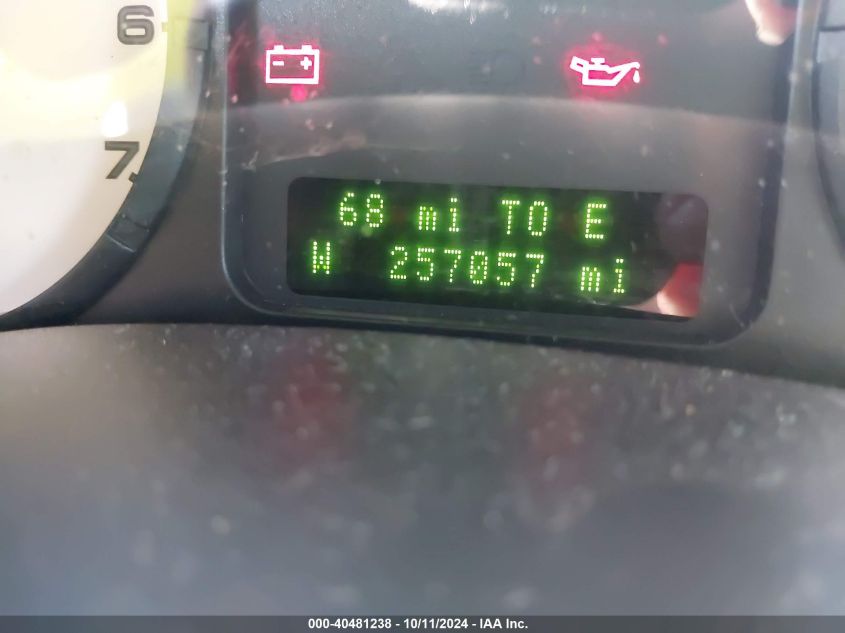 6
7
68 mi TO E
W 257057 mi
000-40481238 - 10/11/2024 - IAA Inc.